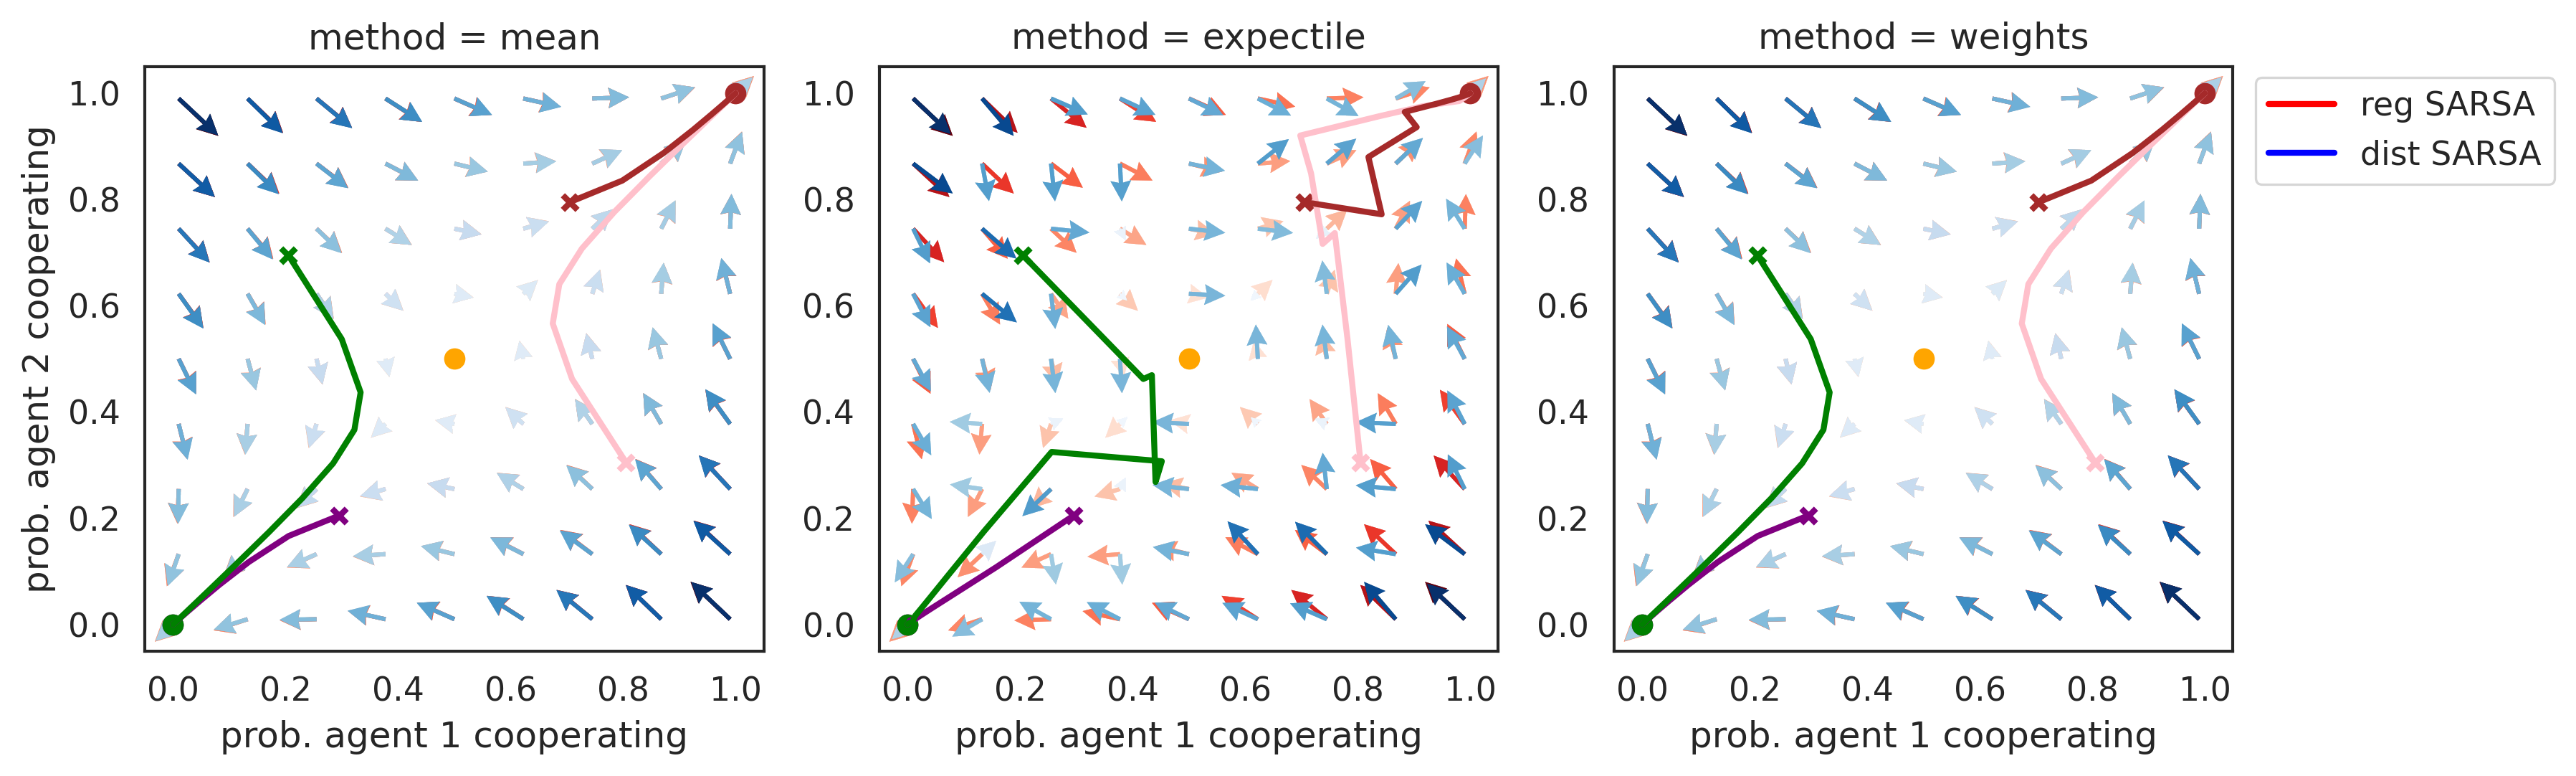 method = mean
method = expectile
method = weights
reg SARSA
dist SARSA
prob. agent 2 cooperating
1.0
0.8
0.6
0.4
0.2
0.0
1.0
0.8
0.6
0.4
0.2
0.0
1.0
0.8
0.6
0.4
0.2
0.0
0.0 0.2 0.4 0.6 0.8 1.0
0.0 0.2 0.4 0.6 0.8 1.0
0.0 0.2 0.4 0.6 0.8 1.0
prob. agent 1 cooperating
prob. agent 1 cooperating
prob. agent 1 cooperating